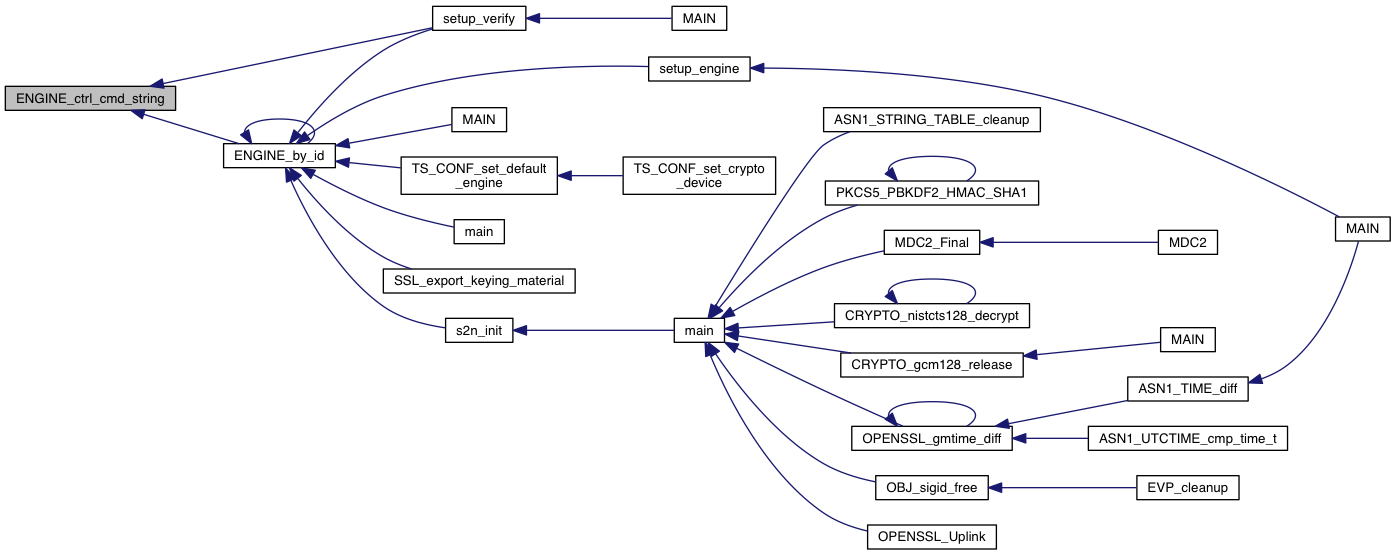 setup_verify
MAIN
setup_engine
ENGINE_ctrl_cmd_string
MAIN
ASN1_STRING_TABLE_cleanup
ENGINE_by_id
TS_CONF_set_default
_engine
TS_CONF_set_crypto
_device
PKCS5_PBKDF2_HMAC_SHA1
main
MAIN
MDC2_Final
MDC2
SSL_export_keying_material
CRYPTO_nistcts128_decrypt
s2n_init
main
MAIN
CRYPTO_gcm128_release
ASN1_TIME_diff
OPENSSL_gmtime_diff
ASN1_UTCTIME_cmp_time_t
OBJ_sigid_free
EVP_cleanup
OPENSSL_Uplink